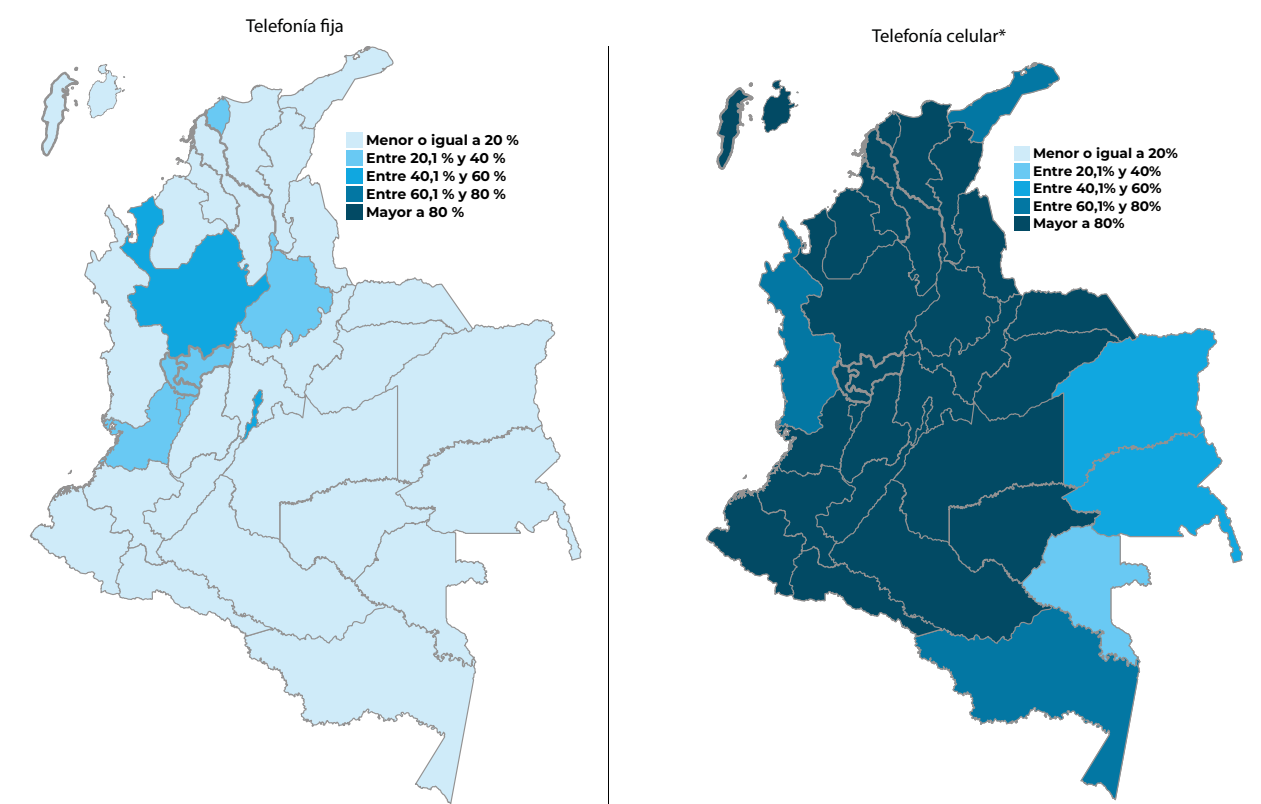 Telefonía fija
Menor o igual a 20 %
Entre 20,1 % y 40 %
Entre 40,1 % y 60 %
Entre 60,1 % y 80 %
Mayor a 80 %
Telefonía celular*
Menor o igual a 20%
Entre 20,1% y 40%
Entre 40,1% y 60%
Entre 60,1% y 80%
Mayor a 80%